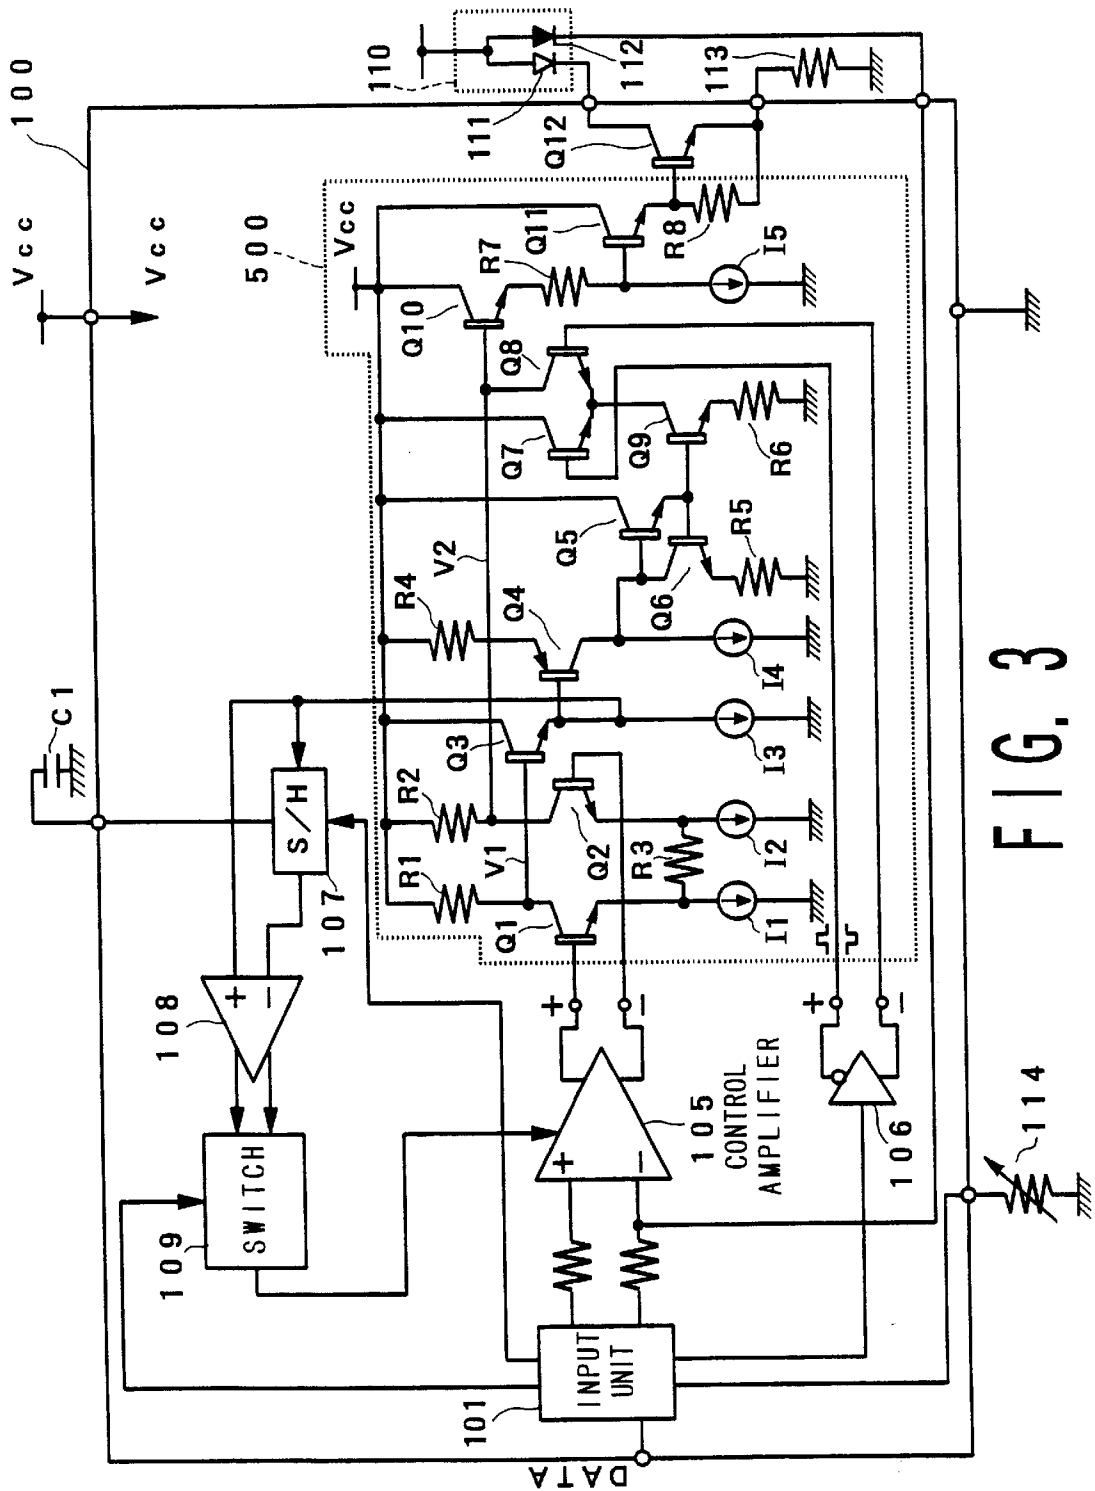 100
Vcc
Vcc
C1
S/H
107
108
+
−
SWITCH
109
500
Vcc
110
111
112
113
Q12
Q11
R8
R7
I5
Q10
Q8
Q7
Q9
R6
Q5
R5
Q6
V2
R4
Q4
I4
Q3
I3
R2
R1
V1
Q2
Q1
R3
I2
I1
+
−
+
−
105
CONTROL
AMPLIFIER
+
−
106
114
INPUT
UNIT
101
DATA
FIG. 3